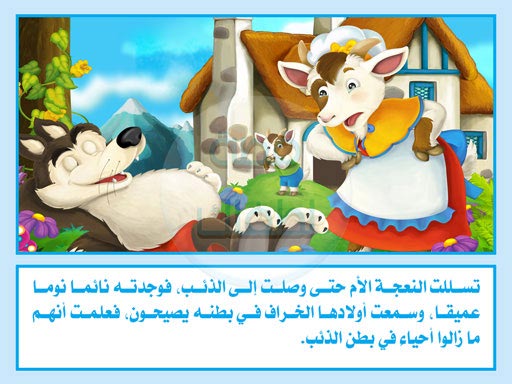 تسللت النعجة الأم حتى وصلت إلى الذئب، فوجدته نائما نوما
عميقا، وسمعت أولادها الخراف في بطنه يصيحون، فعلمت أنهم
ما زالوا أحياء في بطن الذئب.